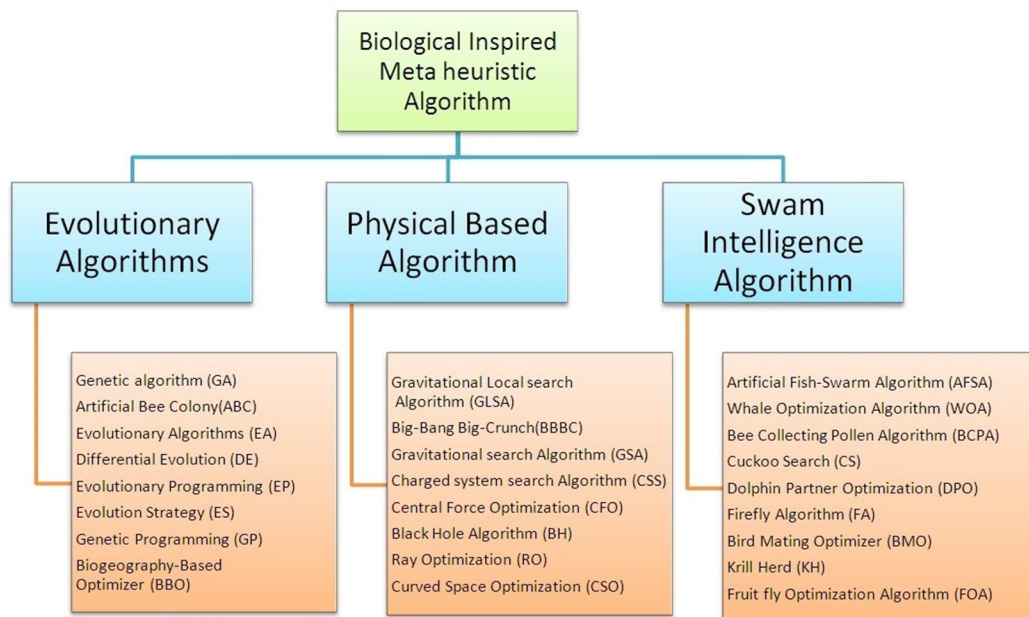 Biological Inspired
Meta heuristic
Algorithm
Evolutionary
Algorithms
Physical Based
Algorithm
Swam
Intelligence
Algorithm
Genetic algorithm (GA)
Artificial Bee Colony(ABC)
Evolutionary Algorithms (EA)
Differential Evolution (DE)
Evolutionary Programming (EP)
Evolution Strategy (ES)
Genetic Programming (GP)
Biogeography-Based
Optimizer (BBO)
Gravitational Local search
Algorithm (GLSA)
Big-Bang Big-Crunch(BBBC)
Gravitational search Algorithm (GSA)
Charged system search Algorithm (CSS)
Central Force Optimization (CFO)
Black Hole Algorithm (BH)
Ray Optimization (RO)
Curved Space Optimization (CSO)
Artificial Fish-Swarm Algorithm (AFSA)
Whale Optimization Algorithm (WOA)
Bee Collecting Pollen Algorithm (BCPA)
Cuckoo Search (CS)
Dolphin Partner Optimization (DPO)
Firefly Algorithm (FA)
Bird Mating Optimizer (BMO)
Krill Herd (KH)
Fruit fly Optimization Algorithm (FOA)